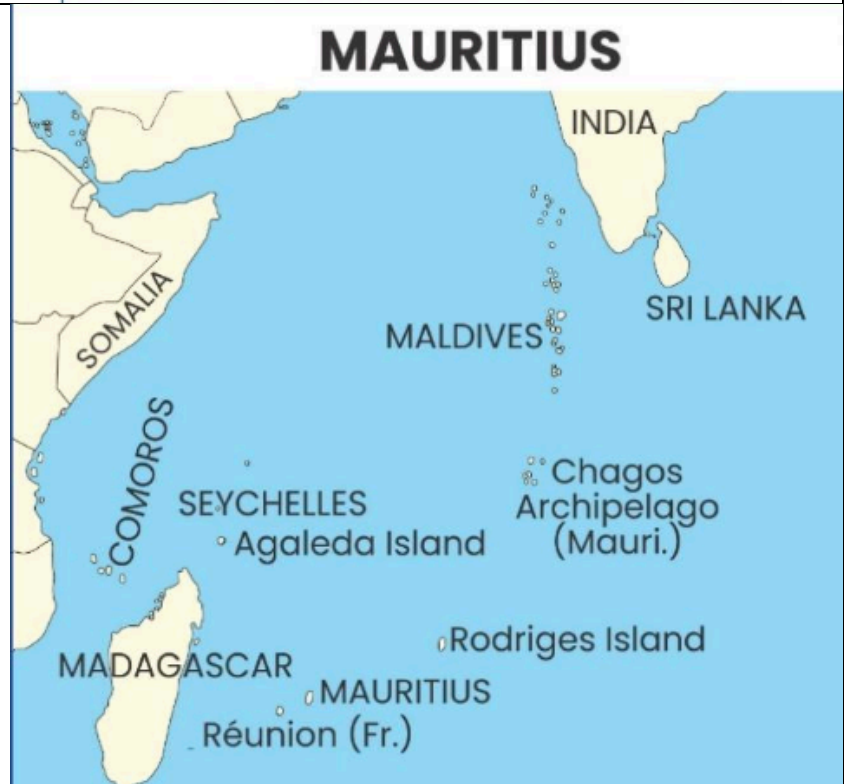 MAURITIUS
INDIA
SOMALIA
SRI LANKA
MALDIVES
COMOROS
Chagos
Archipelago
(Mauri.)
SEYCHELLES
Agaleda Island
Rodriges Island
MADAGASCAR
MAURITIUS
Réunion (Fr.)